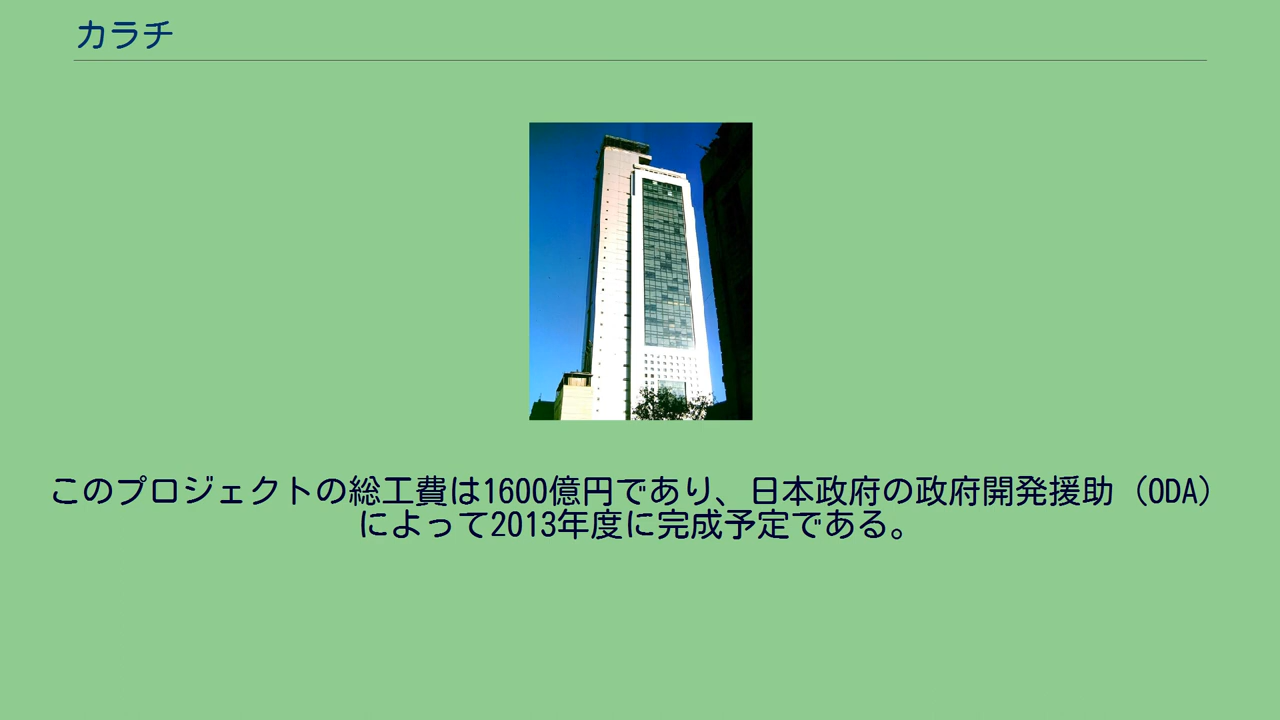 カラチ
このプロジェクトの総工費は1600億円であり、日本政府の政府開発援助（ODA）
によって2013年度に完成予定である。